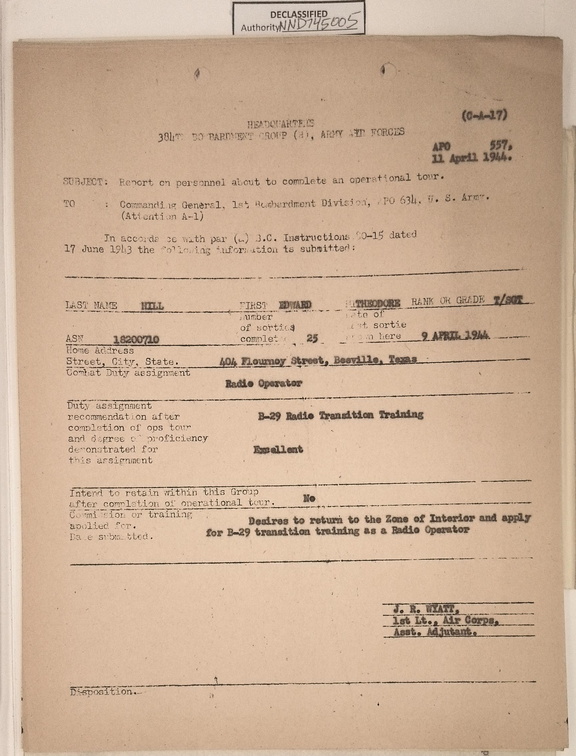 DECLASSIFIED
Authority NND745005
(C-A-17)
HEADQUARTERS
384TH BOMBARDMENT GROUP (H), ARMY AIR FORCES
APO 557,
11 April 1944.
SUBJECT: Report on personnel about to complete an operational tour.
TO : Commanding General, 1st Bombardment Division, APO 634, U. S. Army.
(Attention A-1)
In accordance with par B.C. Instructions 20-15 dated
17 June 1943 the following information is submitted:
LAST NAME HILL FIRST EDWARD THEODORE RANK OR GRADE T/SGT
Number of
of sorties sortie
ASN 18200710 complet 25 here 9 APRIL 1944
Home Address
Street, City, State. 404 Flournoy Street, Beeville, Texas
Combat Duty assignment
Radio Operator
Duty assignment
recommendation after B-29 Radio Transition Training
completion of ops tour
and degree of proficiency
demonstrated for Excellent
this assignment
Intend to retain within this Group
after completion of operational tour. No
Commission or training
applied for. Desires to return to the Zone of Interior and apply
Date submitted. for B-29 transition training as a Radio Operator
J. R. WYATT,
1st Lt., Air Corps,
Asst. Adjutant.
Disposition.